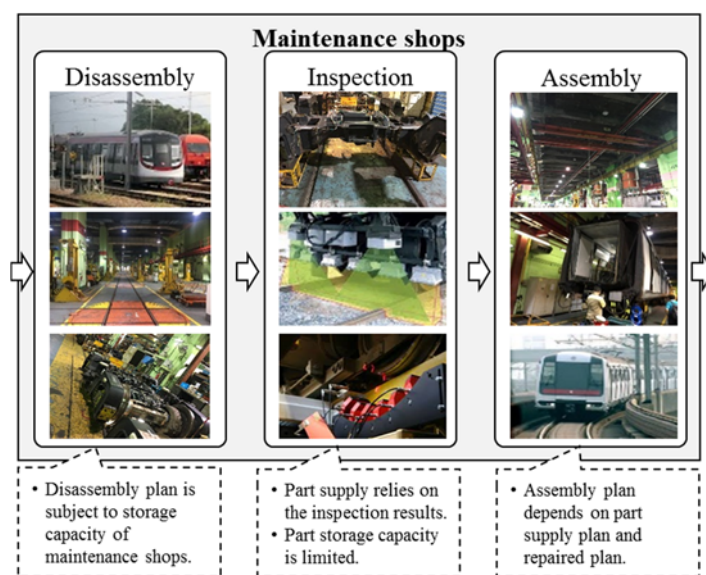 Maintenance shops
Disassembly
Inspection
Assembly
• Disassembly plan is
subject to storage
capacity of
maintenance shops.
• Part supply relies on
the inspection results.
• Part storage capacity
is limited.
• Assembly plan
depends on part
supply plan and
repaired plan.